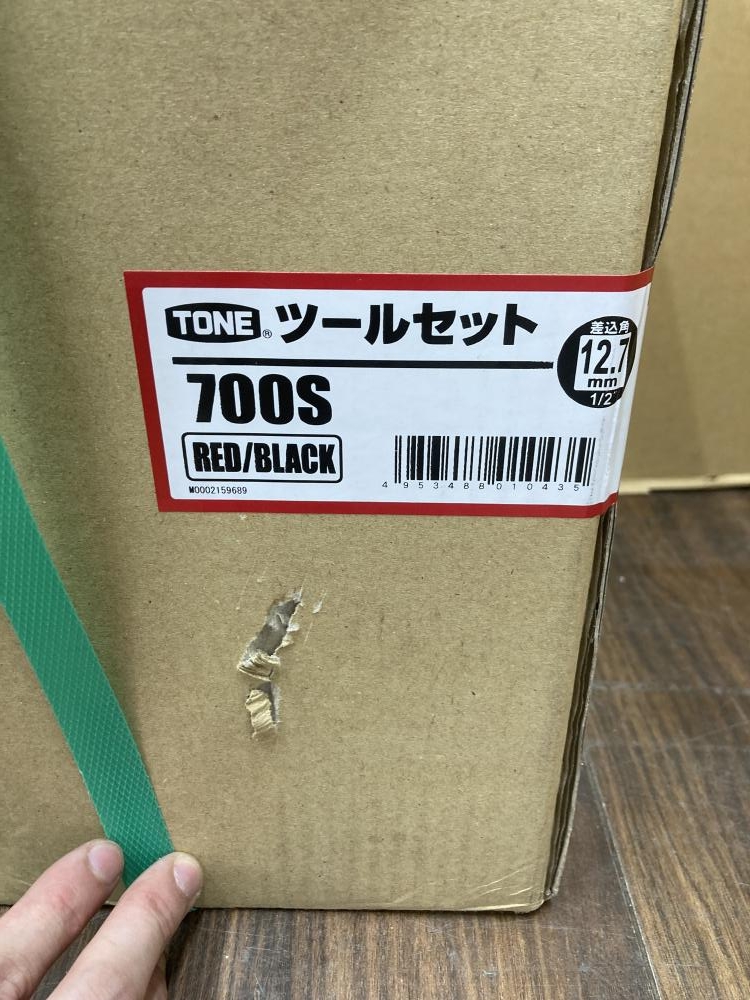 TONE® ツールセット
差込角
12.7
mm
1/2"
700S
RED/BLACK
M0002159689
4953488010435